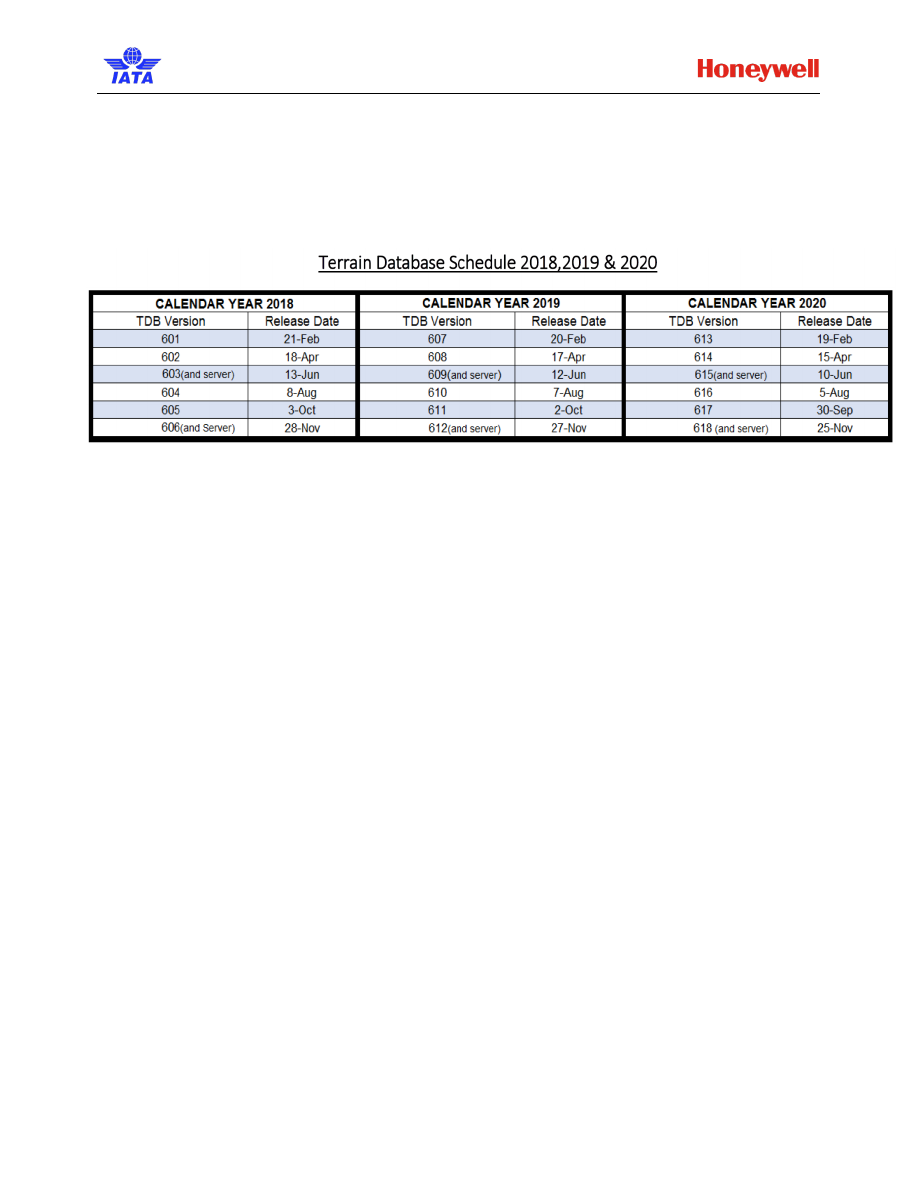 IATA
Honeywell
Terrain Database Schedule 2018,2019 & 2020
CALENDAR YEAR 2018 CALENDAR YEAR 2019 CALENDAR YEAR 2020
TDB Version Release Date TDB Version Release Date TDB Version Release Date
601 21-Feb 607 20-Feb 613 19-Feb
602 18-Apr 608 17-Apr 614 15-Apr
603(and server) 13-Jun 609(and server) 12-Jun 615(and server) 10-Jun
604 8-Aug 610 7-Aug 616 5-Aug
605 3-Oct 611 2-Oct 617 30-Sep
606(and Server) 28-Nov 612(and server) 27-Nov 618 (and server) 25-Nov